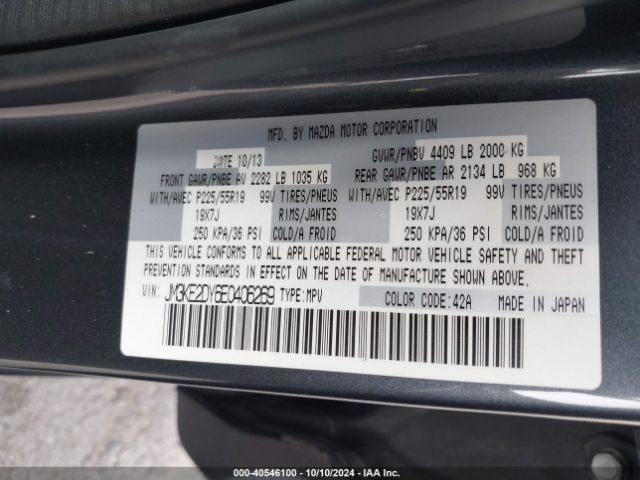 MFD. BY MAZDA MOTOR CORPORATION
DATE 10/13 GVWR/PNBV 4409 LB 2000 KG
FRONT GAWR/PNBE AV 2282 LB 1035 KG REAR GAWR/PNBE AR 2134 LB 968 KG
WITH/AVEC P225/55R19 99V TIRES/PNEUS WITH/AVEC P225/55R19 99V TIRES/PNEUS
19X7J RIMS/JANTES 19X7J RIMS/JANTES
250 KPA/36 PSI COLD/A FROID 250 KPA/36 PSI COLD/A FROID
THIS VEHICLE CONFORMS TO ALL APPLICABLE FEDERAL MOTOR VEHICLE SAFETY AND THEFT
PREVENTION STANDARDS IN EFFECT ON THE DATE OF MANUFACTURE SHOWN ABOVE.
VIN: JM3KE2DY6E0406269 TYPE:MPV COLOR CODE:42A MADE IN JAPAN
000-40546100 - 10/10/2024 - IAA Inc.